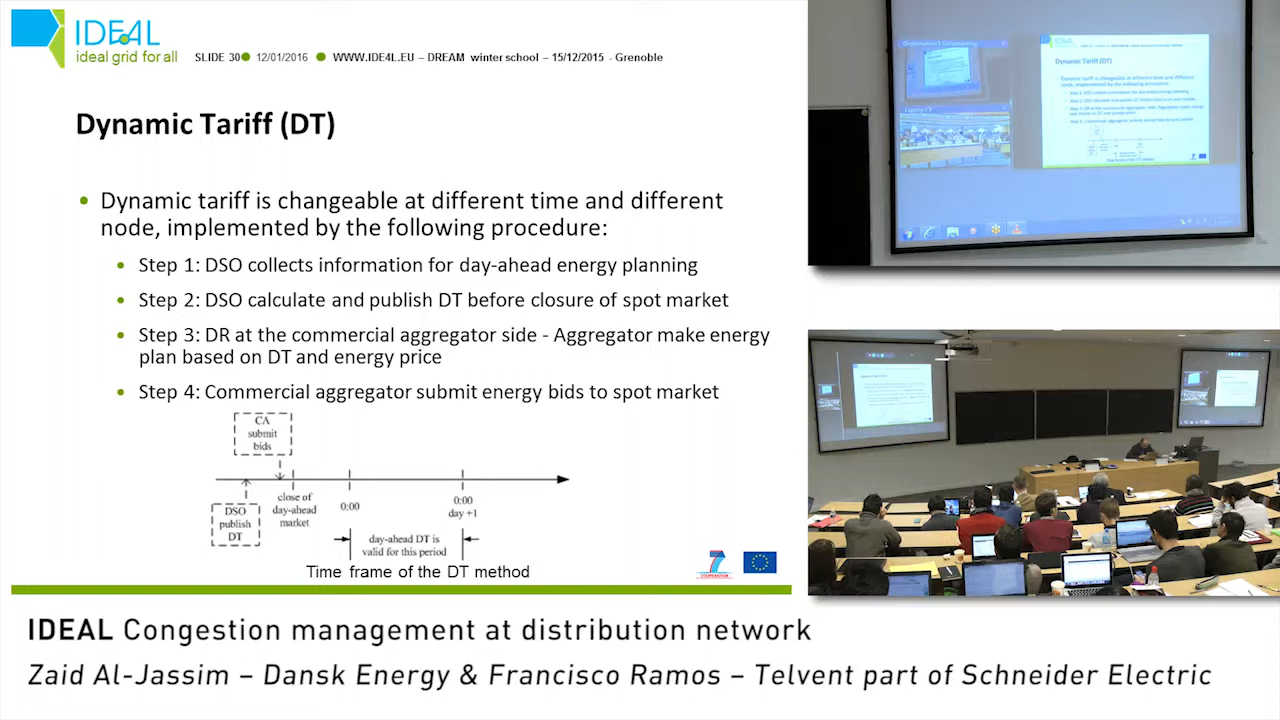 IDE4L
ideal grid for all
SLIDE 30 12/01/2016 WWW.IDE4L.EU – DREAM winter school – 15/12/2015 - Grenoble
Dynamic Tariff (DT)
Dynamic tariff is changeable at different time and different
node, implemented by the following procedure:
Step 1: DSO collects information for day-ahead energy planning
Step 2: DSO calculate and publish DT before closure of spot market
Step 3: DR at the commercial aggregator side - Aggregator make energy
plan based on DT and energy price
Step 4: Commercial aggregator submit energy bids to spot market
CA
submit
bids
DSO
publish
DT
close of
day-ahead
market
0:00
0:00
day +1
day-ahead DT is
valid for this period
Time frame of the DT method
7
COOPERATION
Dynamic Tariff (DT)
IDEAL Congestion management at distribution network
Zaid Al-Jassim – Dansk Energy & Francisco Ramos – Telvent part of Schneider Electric